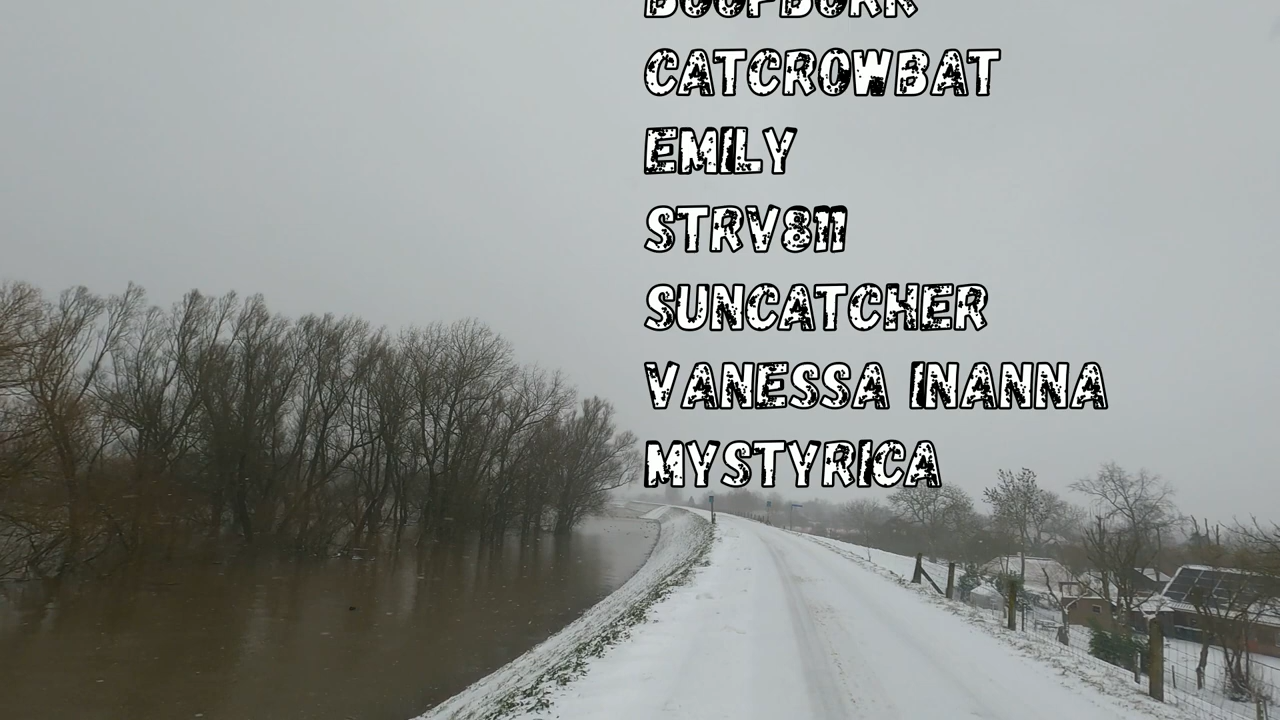 CATCROWBAT
EMILY
STRV811
SUNCATCHER
VANESSA INANNA
MYSTYRICA